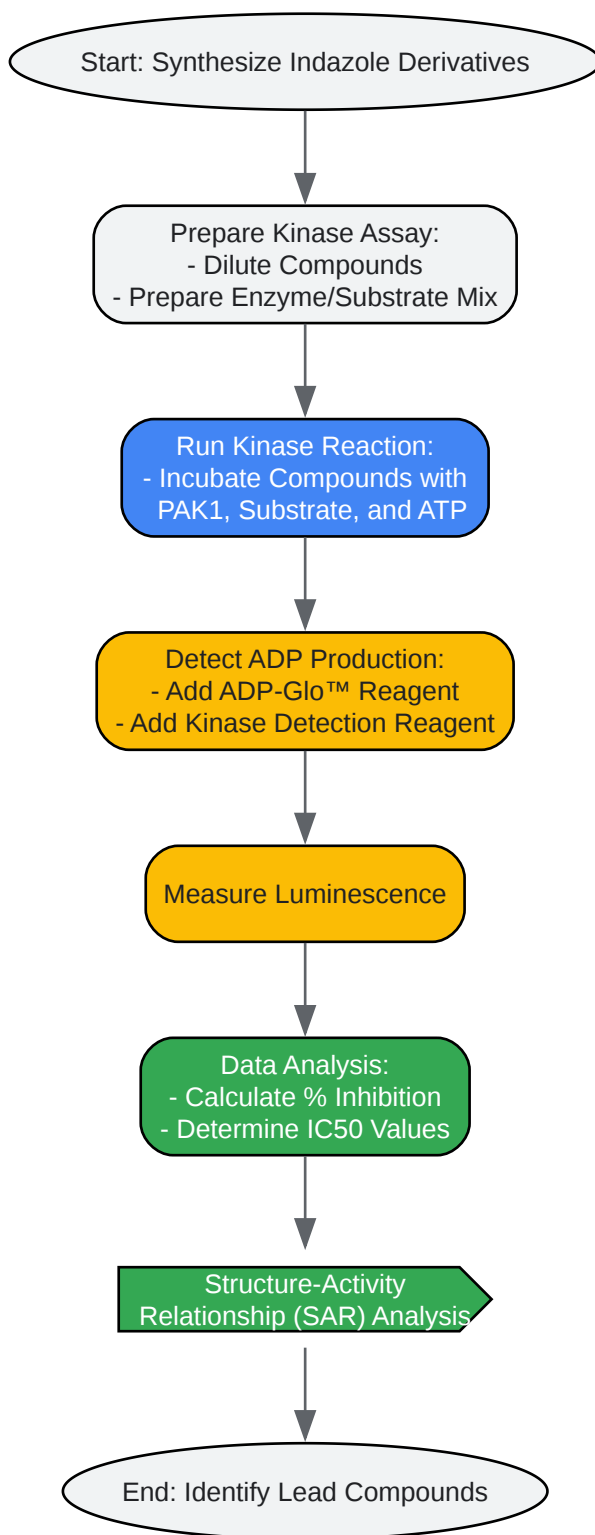 Start: Synthesize Indazole Derivatives
Prepare Kinase Assay:
- Dilute Compounds
- Prepare Enzyme/Substrate Mix
Run Kinase Reaction:
- Incubate Compounds with
PAK1, Substrate, and ATP
Detect ADP Production:
- Add ADP-Glo™ Reagent
- Add Kinase Detection Reagent
Measure Luminescence
Data Analysis:
- Calculate % Inhibition
- Determine IC50 Values
Structure-Activity
Relationship (SAR) Analysis
End: Identify Lead Compounds